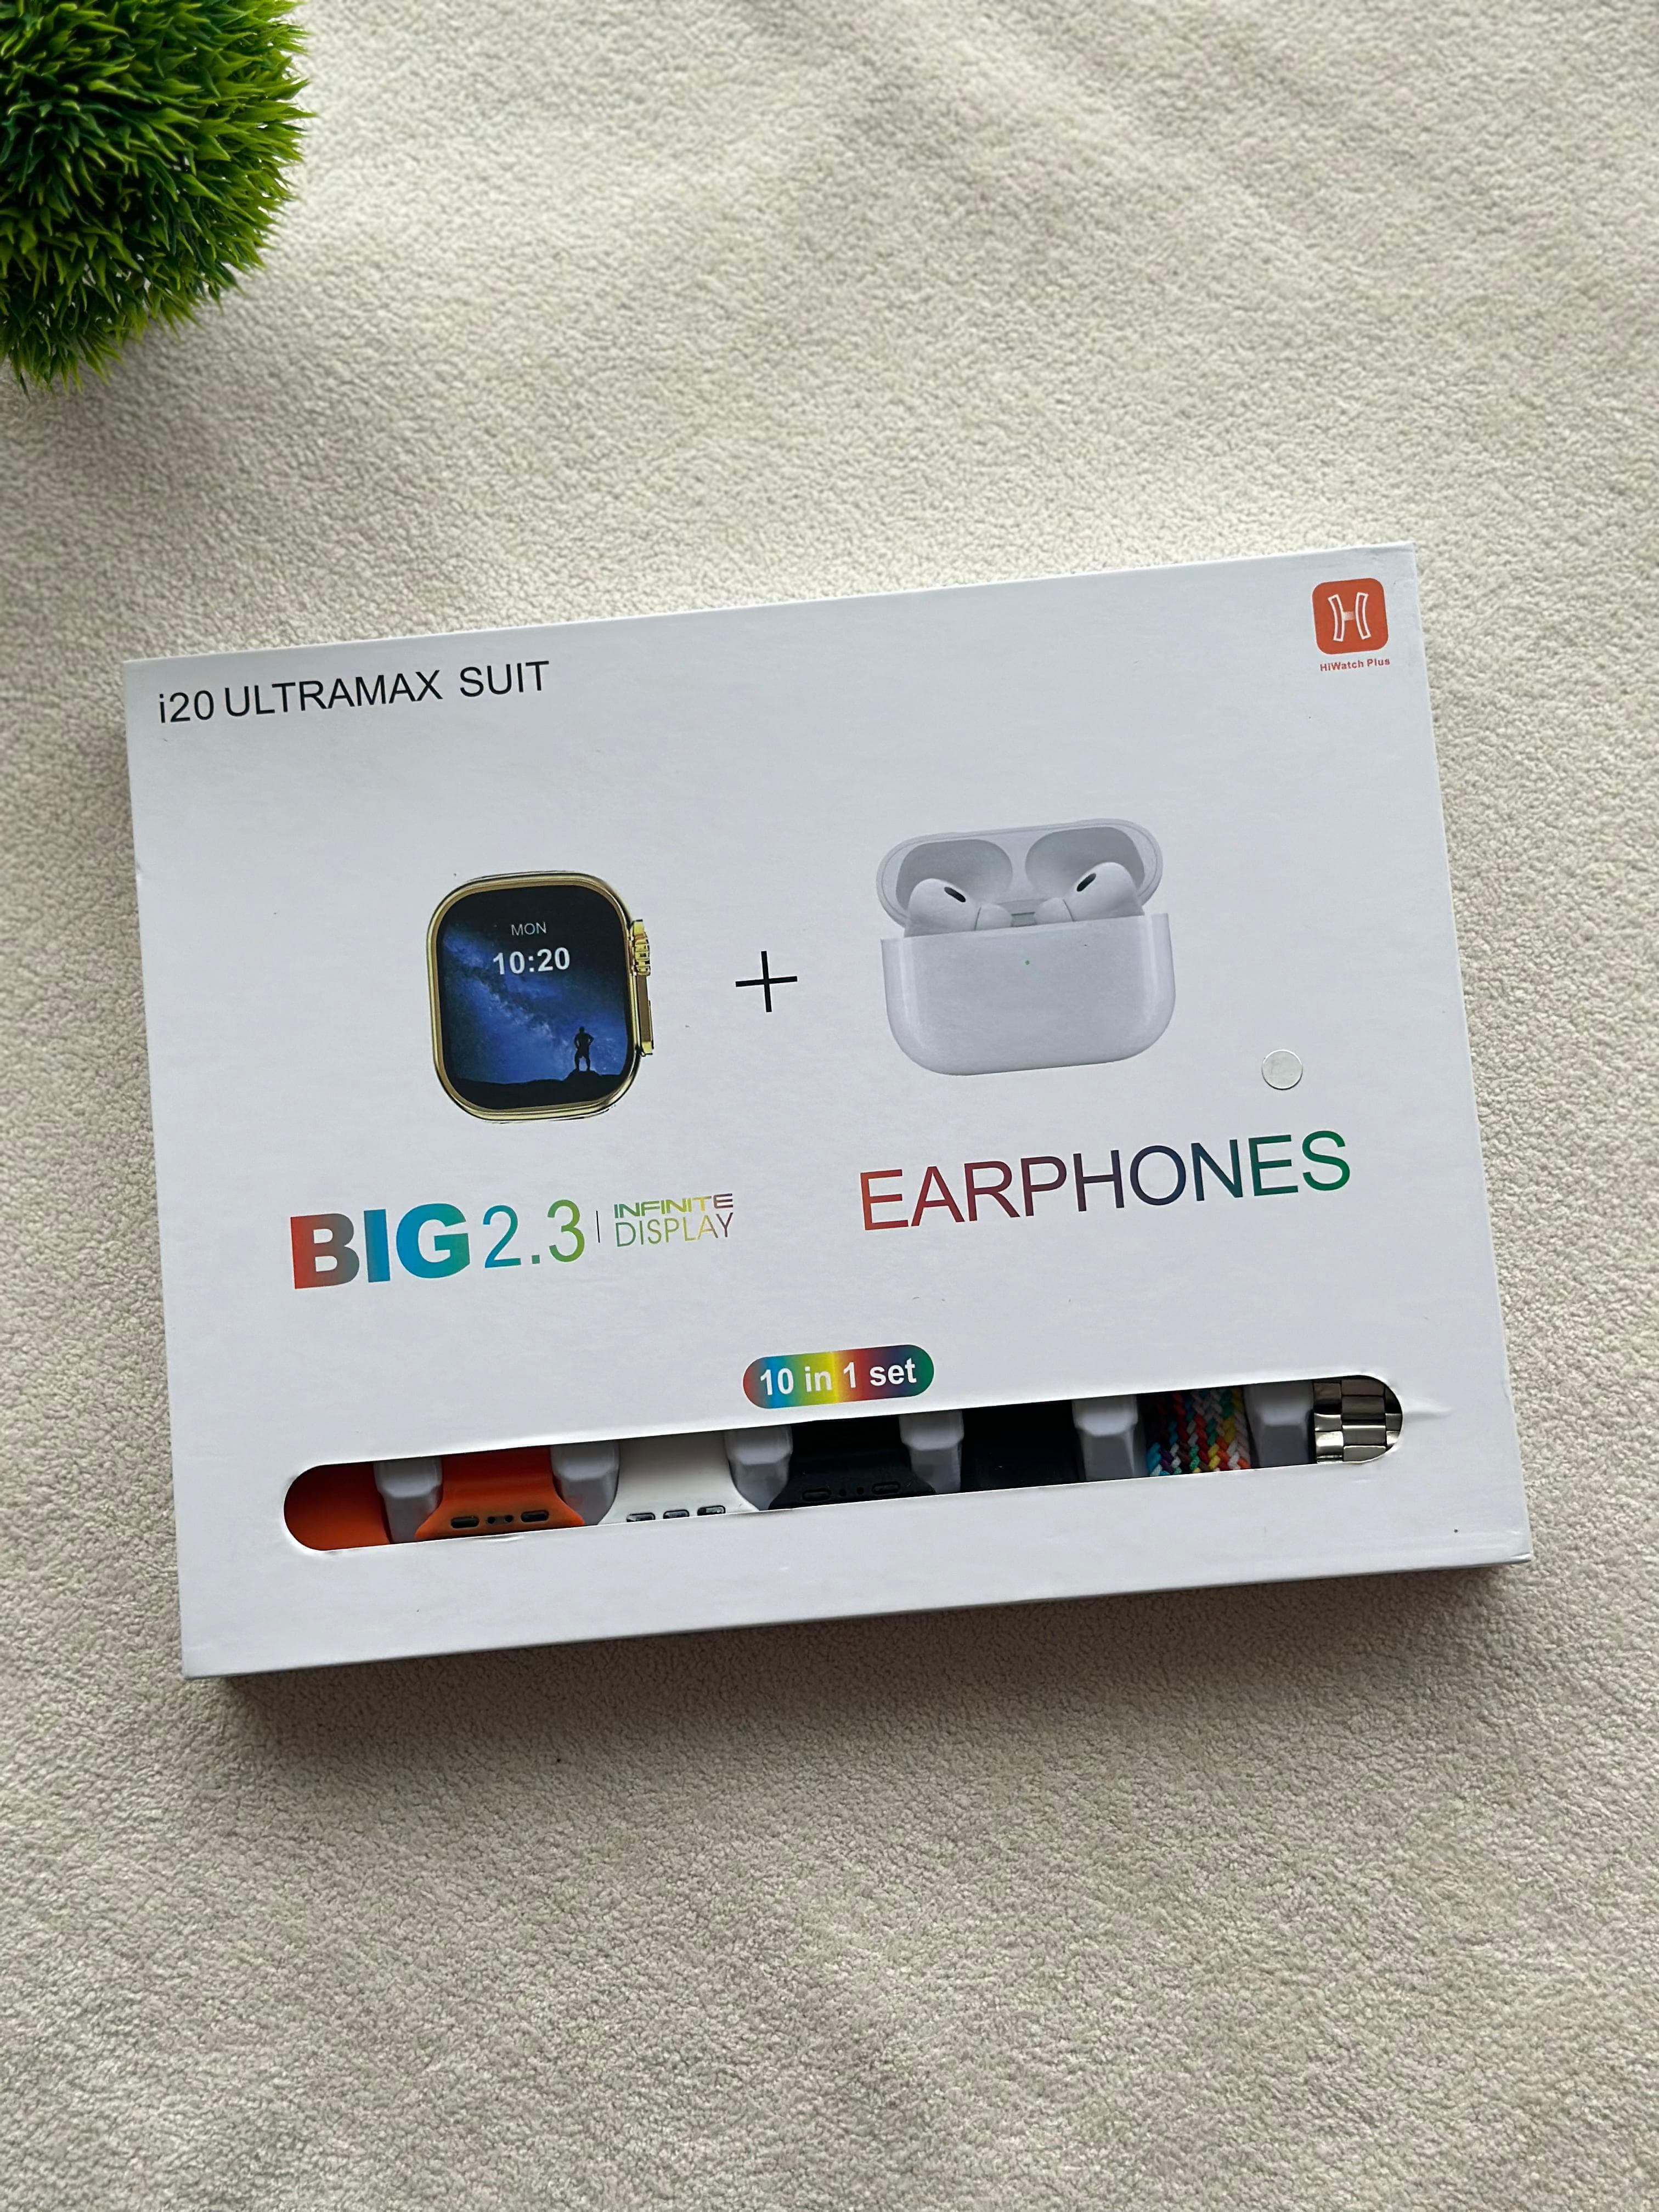 i20 ULTRAMAX SUIT
HiWatch Plus
MON
10:20
BIG 2.3 | INFINITE
DISPLAY
EARPHONES
10 in 1 set